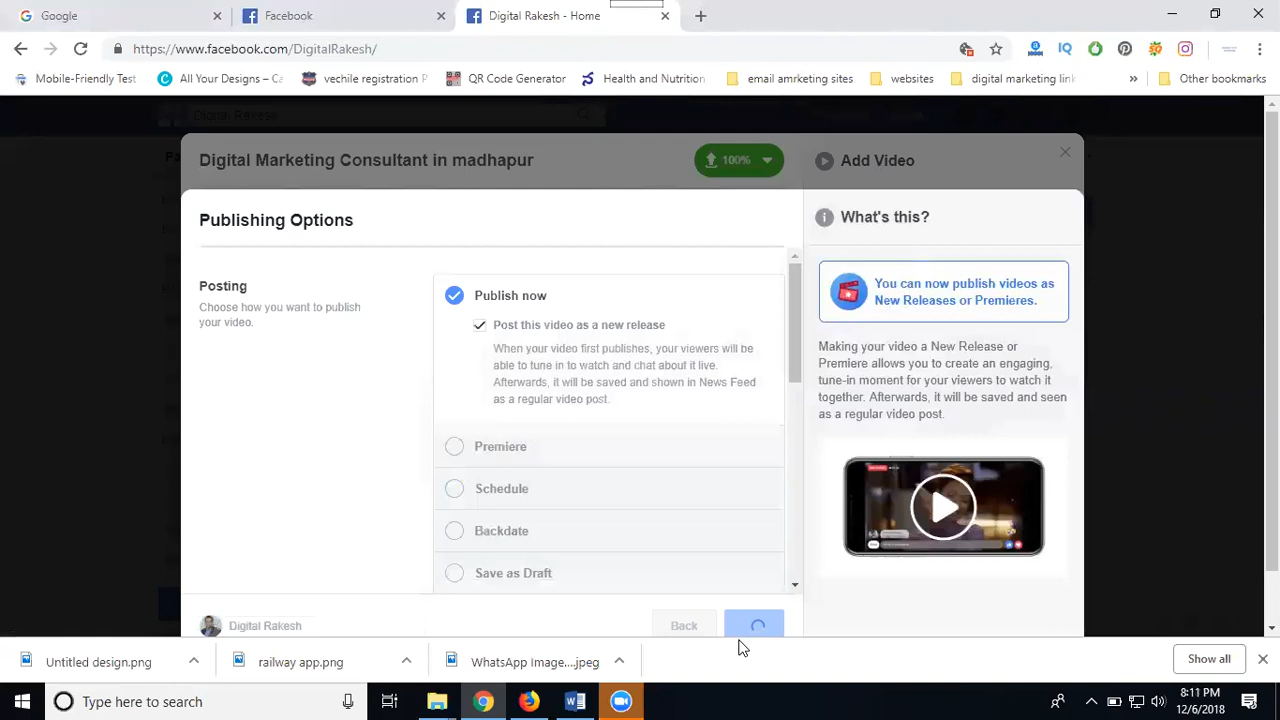 Google
Facebook
Digital Rakesh - Home
https://www.facebook.com/DigitalRakesh/
Mobile-Friendly Test
All Your Designs – Ca
vechile registration P
QR Code Generator
Health and Nutrition
email amrketing sites
websites
digital marketing link
Other bookmarks
Digital Rakesh
Digital Marketing Consultant in madhapur
100%
Add Video
Publishing Options
What's this?
Posting
Choose how you want to publish
your video.
Publish now
Post this video as a new release
When your video first publishes, your viewers will be
able to tune in to watch and chat about it live.
Afterwards, it will be saved and shown in News Feed
as a regular video post.
Premiere
Schedule
Backdate
Save as Draft
You can now publish videos as
New Releases or Premieres.
Making your video a New Release or
Premiere allows you to create an engaging,
tune-in moment for your viewers to watch it
together. Afterwards, it will be saved and seen
as a regular video post.
Digital Rakesh
Back
Untitled design.png
railway app.png
WhatsApp Image....jpeg
Show all
Type here to search
8:11 PM
12/6/2018